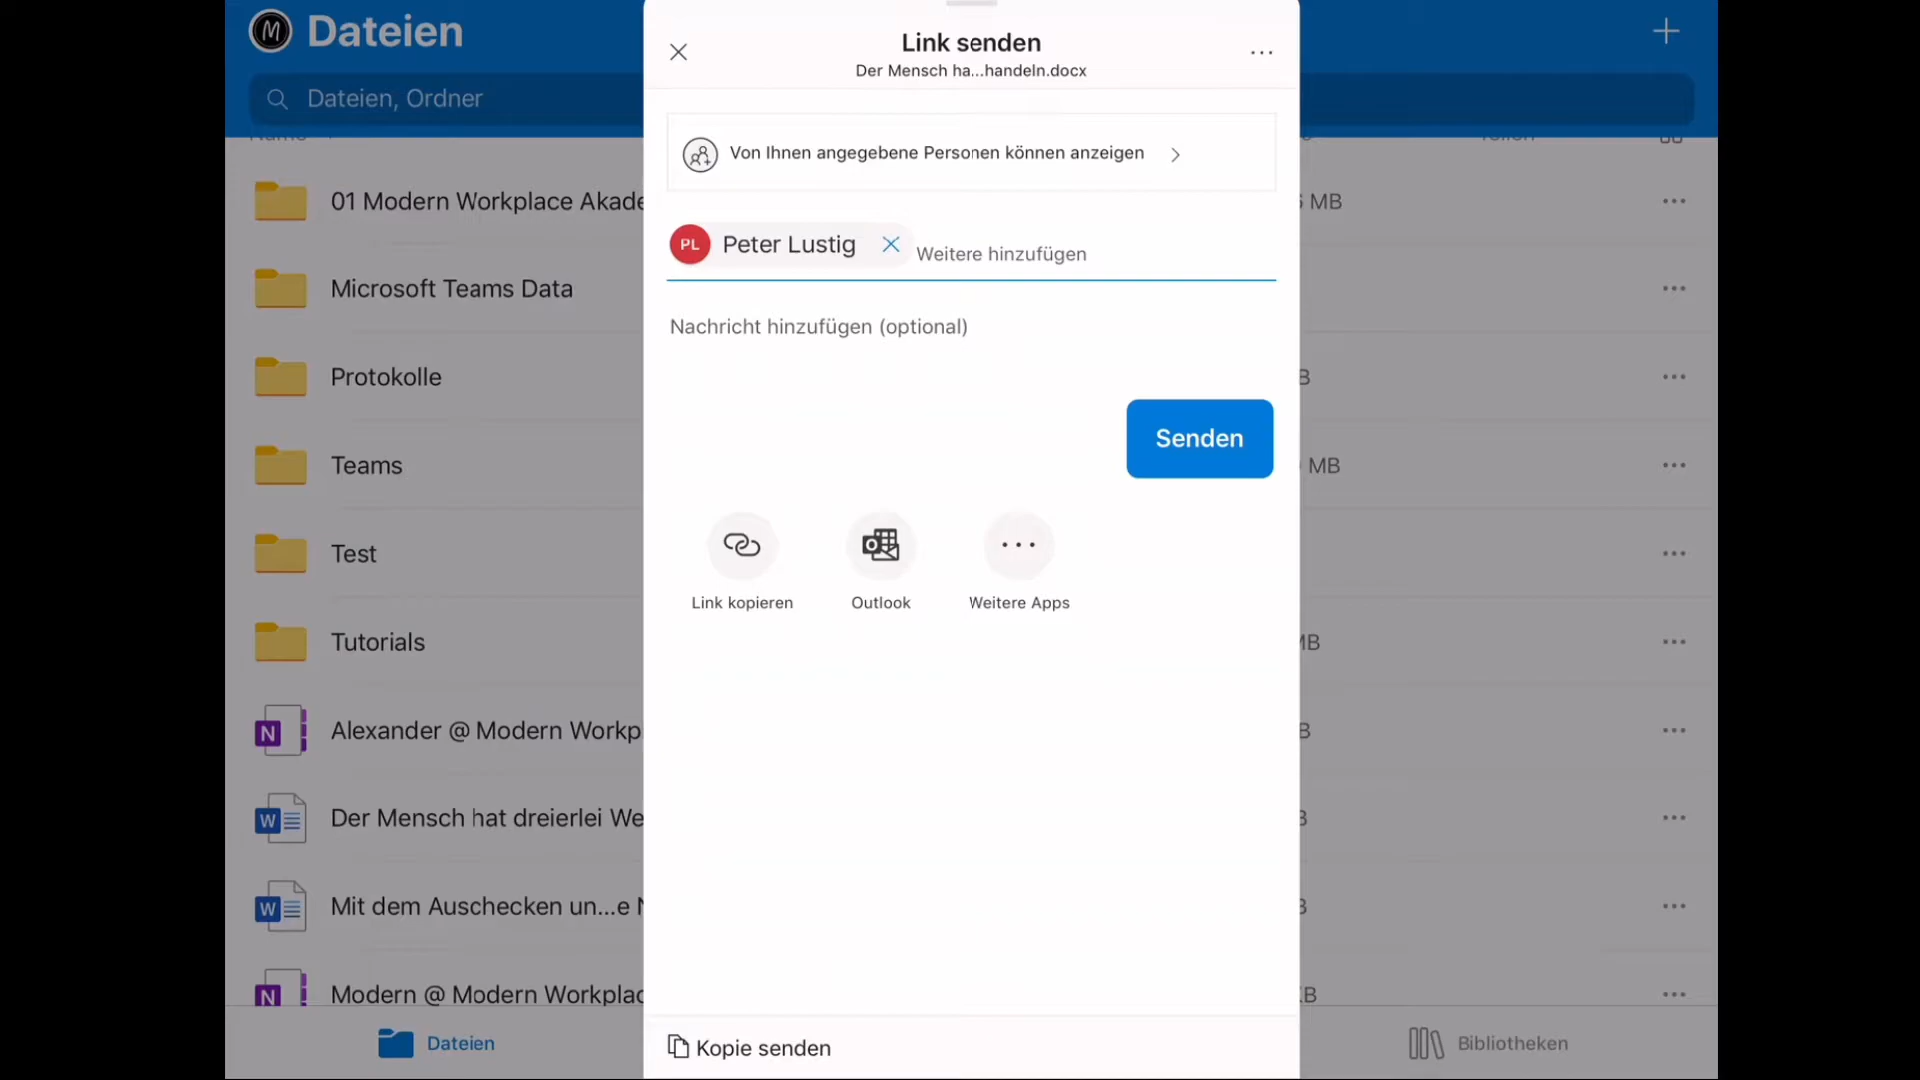 M Dateien
Dateien, Ordner
Link senden
Der Mensch ha...handeln.docx
Von Ihnen angegebene Personen können anzeigen
PL Peter Lustig
Weitere hinzufügen
Nachricht hinzufügen (optional)
Senden
Link kopieren
Outlook
Weitere Apps
Kopie senden
Name
Teilen
01 Modern Workplace Akade
MB
Microsoft Teams Data
Protokolle
B
Teams
MB
Test
Tutorials
MB
N Alexander @ Modern Workp
B
W Der Mensch hat dreierlei We
B
W Mit dem Auschecken un...e N
B
N Modern @ Modern Workplac
KB
Dateien
Bibliotheken